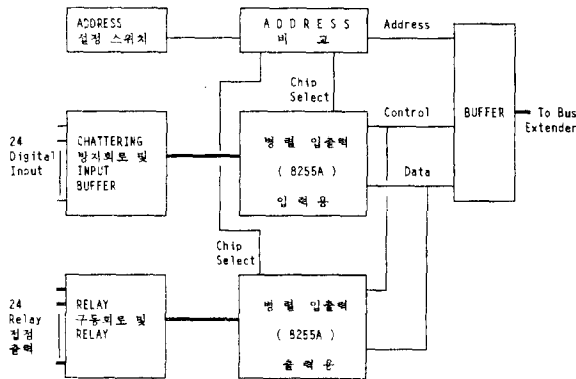 ADDRESS
설정 스위치
ADDRESS
비 교
Address
Chip
Select
Control
BUFFER
To Bus
Extender
24
Digital
Input
CHATTERING
방지회로 및
INPUT
BUFFER
병렬 입출력
( 8255A )
입 력 용
Data
Chip
Select
24
Relay
접점
출력
RELAY
구동회로 및
RELAY
병렬 입출력
( 8255A )
출 력 용